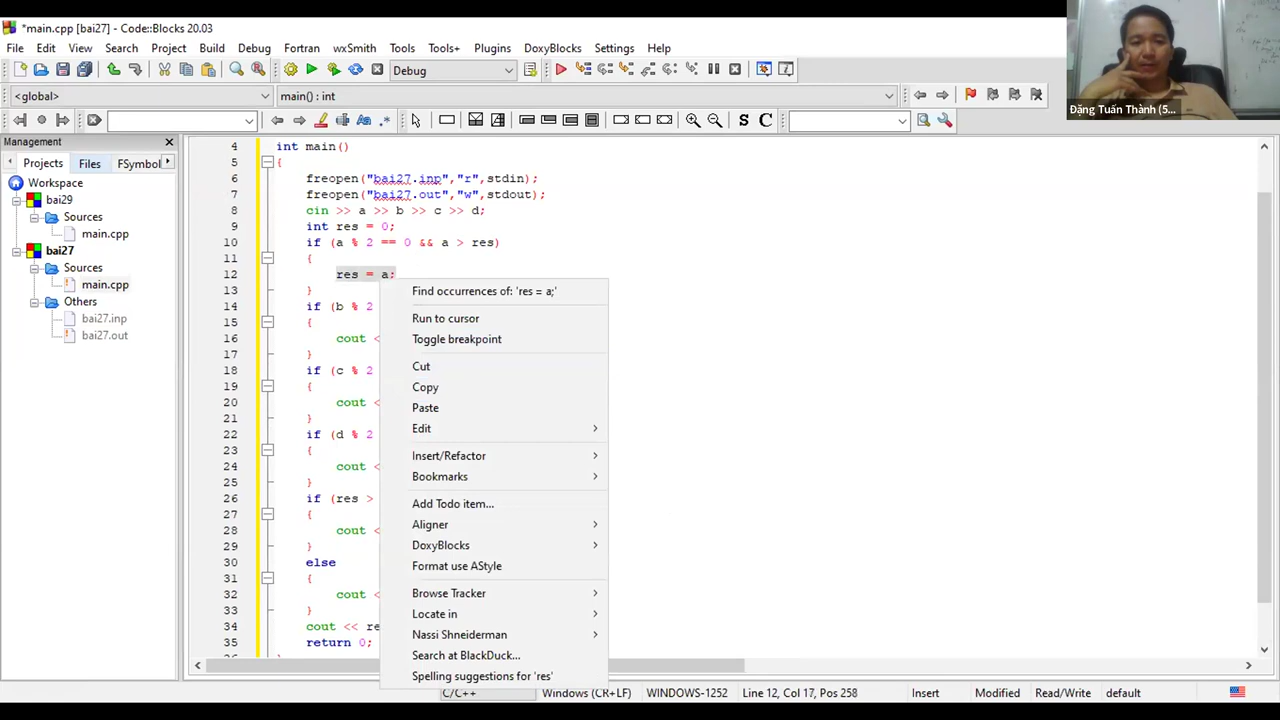 *main.cpp [bai27] - Code::Blocks 20.03
File Edit View Search Project Build Debug Fortran wxSmith Tools Tools+ Plugins DoxyBlocks Settings Help
Debug
<global> main() : int
S C
Management
Projects Files FSymbol
Workspace
bai29
Sources
main.cpp
bai27
Sources
main.cpp
Others
bai27.inp
bai27.out
4 int main()
5 {
6 freopen("bai27.inp","r",stdin);
7 freopen("bai27.out","w",stdout);
8 cin >> a >> b >> c >> d;
9 int res = 0;
10 if (a % 2 == 0 && a > res)
11 {
12 res = a;
13 }
14 if (b % 2
15 {
16 cout <
17 }
18 if (c % 2
19 {
20 cout <
21 }
22 if (d % 2
23 {
24 cout <
25 }
26 if (res >
27 {
28 cout <
29 }
30 else
31 {
32 cout <
33 }
34 cout << re
35 return 0;
Find occurrences of: 'res = a;'
Run to cursor
Toggle breakpoint
Cut
Copy
Paste
Edit
Insert/Refactor
Bookmarks
Add Todo item...
Aligner
DoxyBlocks
Format use AStyle
Browse Tracker
Locate in
Nassi Shneiderman
Search at BlackDuck...
Spelling suggestions for 'res'
C/C++ Windows (CR+LF) WINDOWS-1252 Line 12, Col 17, Pos 258 Insert Modified Read/Write default
Đặng Tuấn Thành (5...